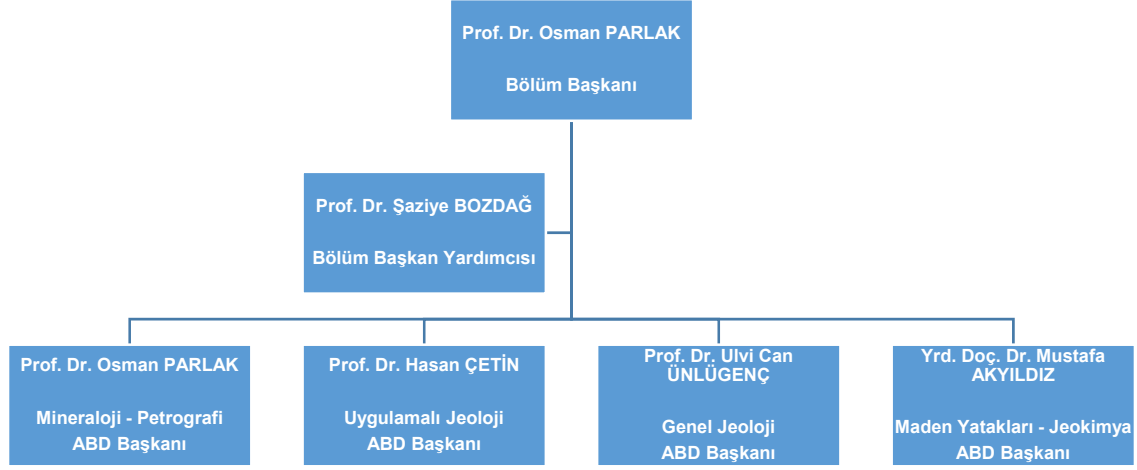 Prof. Dr. Osman PARLAK
Bölüm Başkanı
Prof. Dr. Şaziye BOZDAĞ
Bölüm Başkan Yardımcısı
Prof. Dr. Osman PARLAK
Mineraloji - Petrografi
ABD Başkanı
Prof. Dr. Hasan ÇETİN
Uygulamalı Jeoloji
ABD Başkanı
Prof. Dr. Ulvi Can
ÜNLÜGENÇ
Genel Jeoloji
ABD Başkanı
Yrd. Doç. Dr. Mustafa
AKYILDIZ
Maden Yatakları - Jeokimya
ABD Başkanı